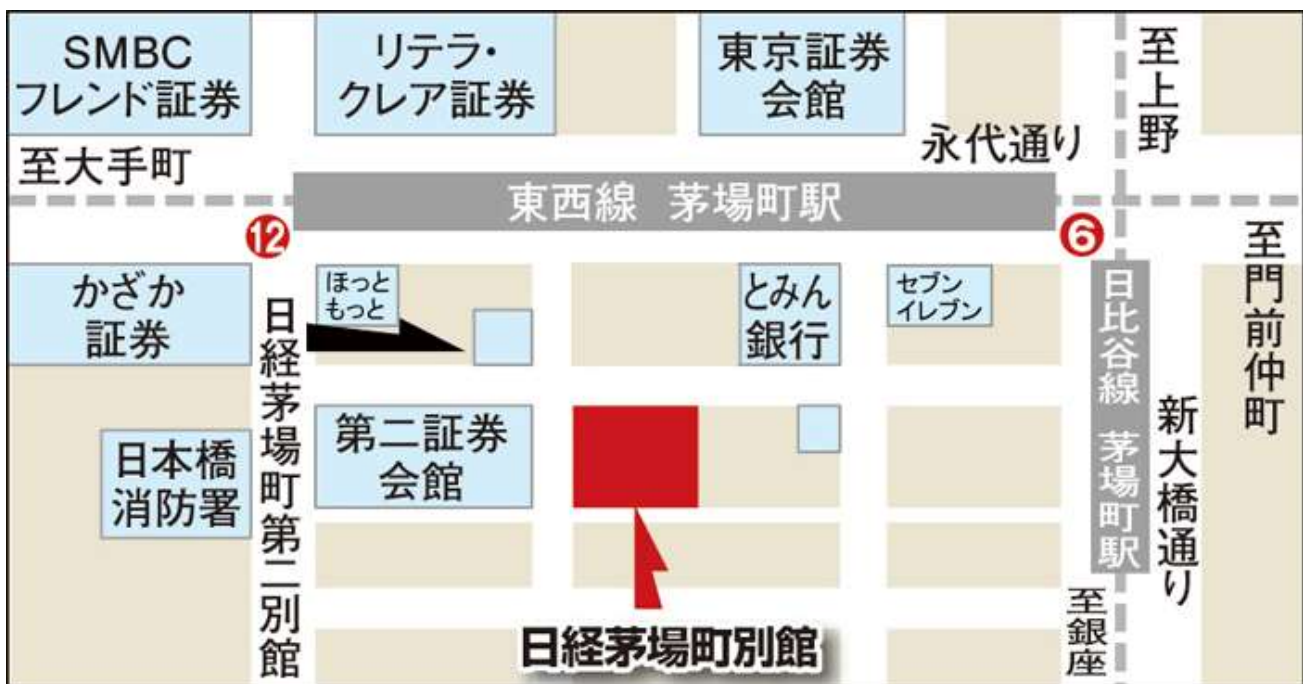 SMBC
フレンド証券
リテラ・
クレア証券
東京証券
会館
至上野
永代通り
至大手町
東西線 茅場町駅
12
6
至門前仲町
かざか
証券
ほっと
もっと
とみん
銀行
セブン
イレブン
日比谷線 茅場町駅
日経茅場町第二別館
第二証券
会館
新大橋通り
日本橋
消防署
至銀座
日経茅場町別館